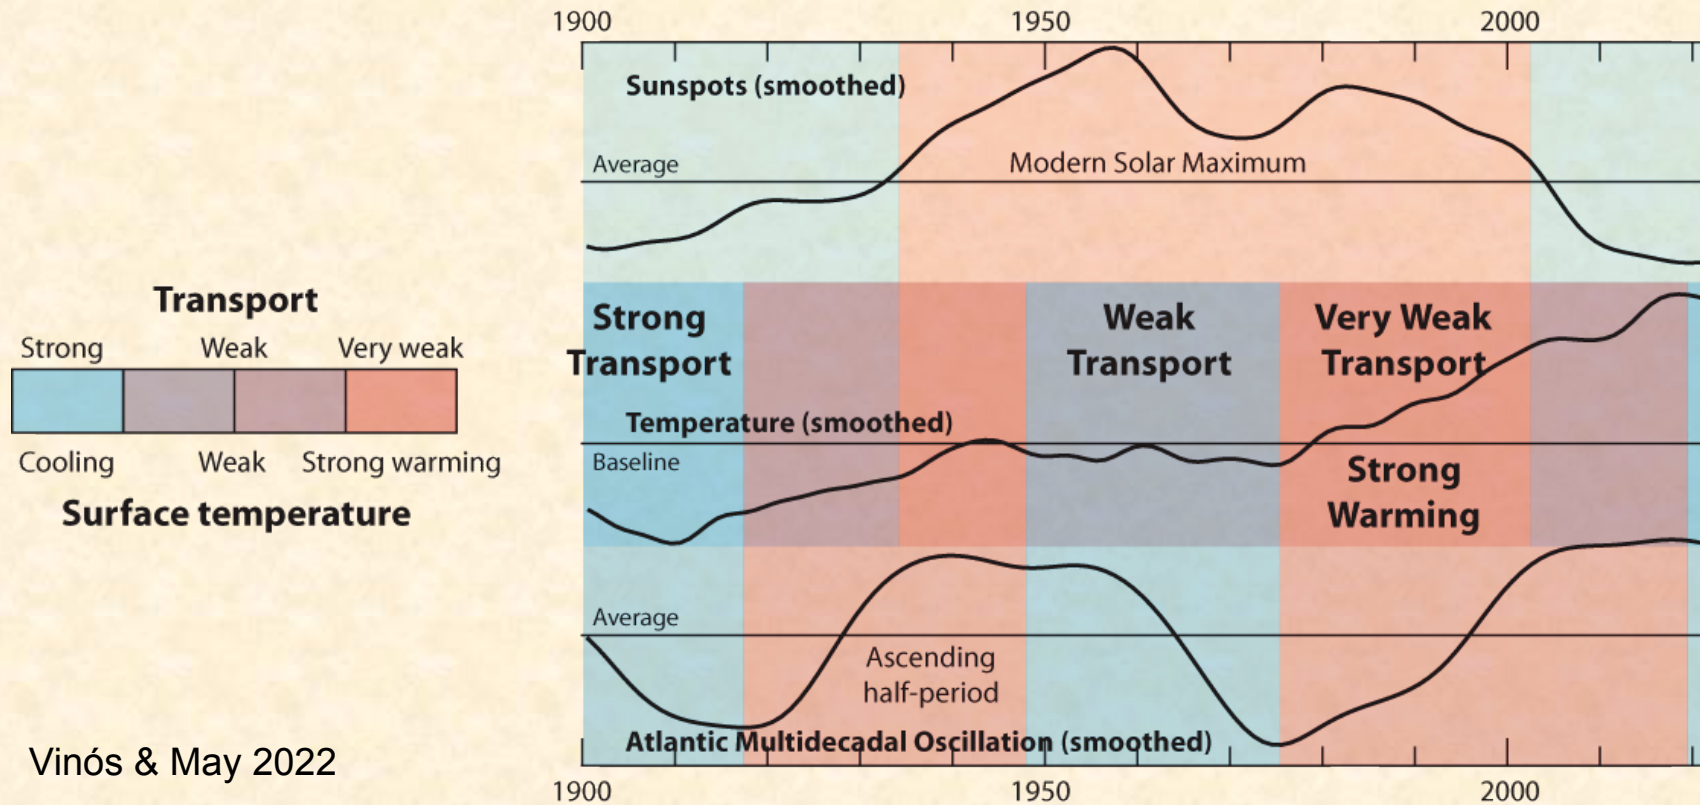 1900 1950 2000
Sunspots (smoothed)
Average
Modern Solar Maximum
Transport
Strong Weak Very weak
Cooling Weak Strong warming
Surface temperature
Strong
Transport
Weak
Transport
Very Weak
Transport
Temperature (smoothed)
Baseline
Strong
Warming
Average
Ascending
half-period
Atlantic Multidecadal Oscillation (smoothed)
Vinós & May 2022
1900 1950 2000